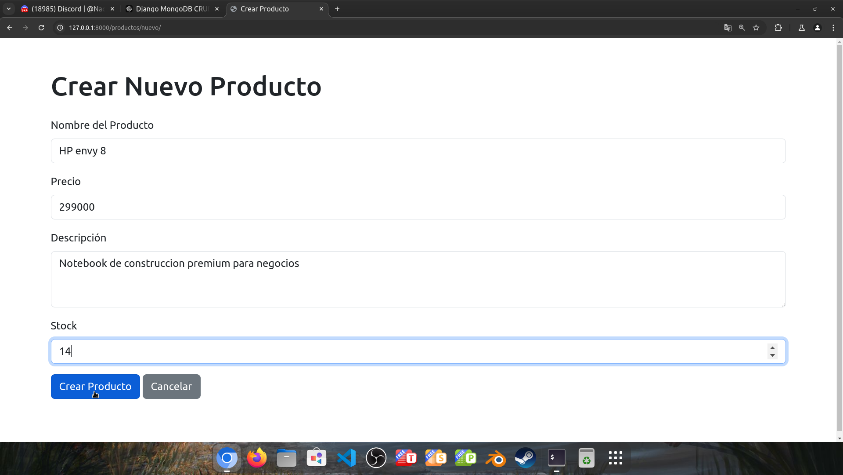 (18985) Discord | @Na
Django MongoDB CRU
Crear Producto
127.0.0.1:8000/productos/nuevo/
Crear Nuevo Producto
Nombre del Producto
HP envy 8
Precio
299000
Descripción
Notebook de construccion premium para negocios
Stock
14
Crear Producto
Cancelar